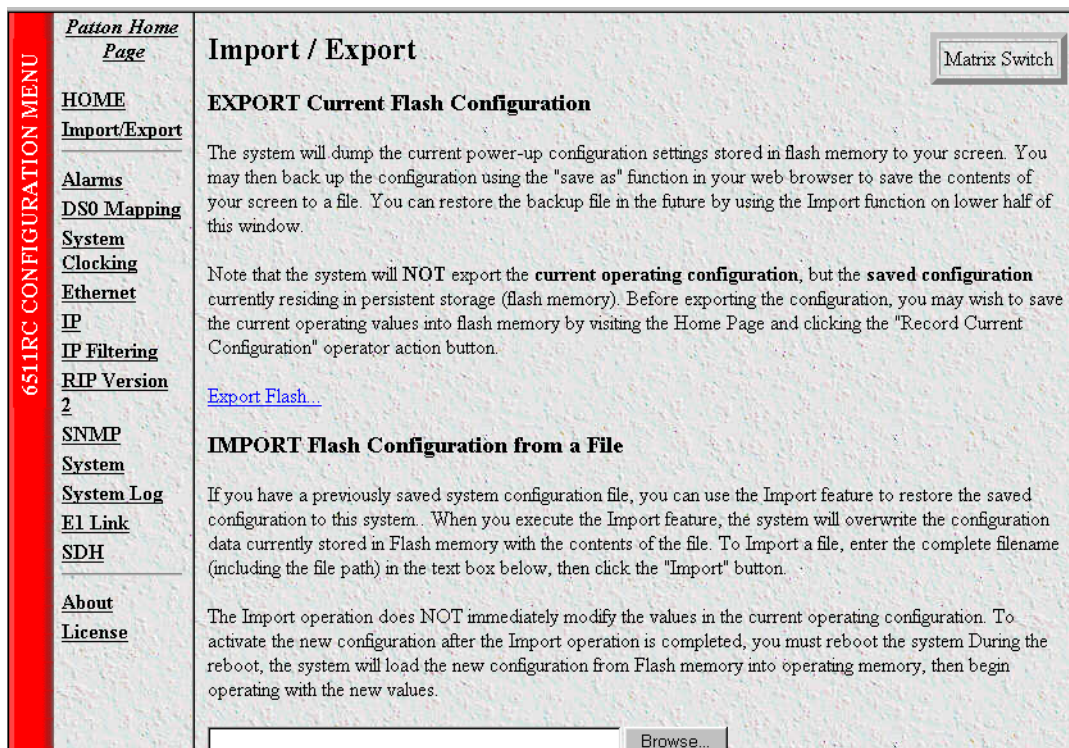 6511RC CONFIGURATION MENU
Patton Home
Page
HOME
Import/Export
Alarms
DS0 Mapping
System
Clocking
Ethernet
IP
IP Filtering
RIP Version
2
SNMP
System
System Log
E1 Link
SDH
About
License
Import / Export
Matrix Switch
EXPORT Current Flash Configuration
The system will dump the current power-up configuration settings stored in flash memory to your screen. You
may then back up the configuration using the "save as" function in your web browser to save the contents of
your screen to a file. You can restore the backup file in the future by using the Import function on lower half of
this window.
Note that the system will NOT export the current operating configuration, but the saved configuration
currently residing in persistent storage (flash memory). Before exporting the configuration, you may wish to save
the current operating values into flash memory by visiting the Home Page and clicking the "Record Current
Configuration" operator action button.
Export Flash...
IMPORT Flash Configuration from a File
If you have a previously saved system configuration file, you can use the Import feature to restore the saved
configuration to this system.. When you execute the Import feature, the system will overwrite the configuration
data currently stored in Flash memory with the contents of the file. To Import a file, enter the complete filename
(including the file path) in the text box below, then click the "Import" button.
The Import operation does NOT immediately modify the values in the current operating configuration. To
activate the new configuration after the Import operation is completed, you must reboot the system During the
reboot, the system will load the new configuration from Flash memory into operating memory, then begin
operating with the new values.
Browse...